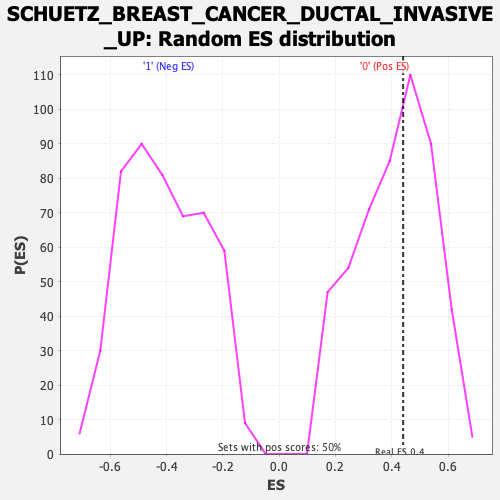 SCHUETZ_BREAST_CANCER_DUCTAL_INVASIVE
_UP: Random ES distribution
'1' (Neg ES)
'0' (Pos ES)
110
100
90
80
70
60
50
40
30
20
10
0
P(ES)
Sets with pos scores: 50%
Real ES 0.4
-0.6 -0.4 -0.2 0.0 0.2 0.4 0.6
ES